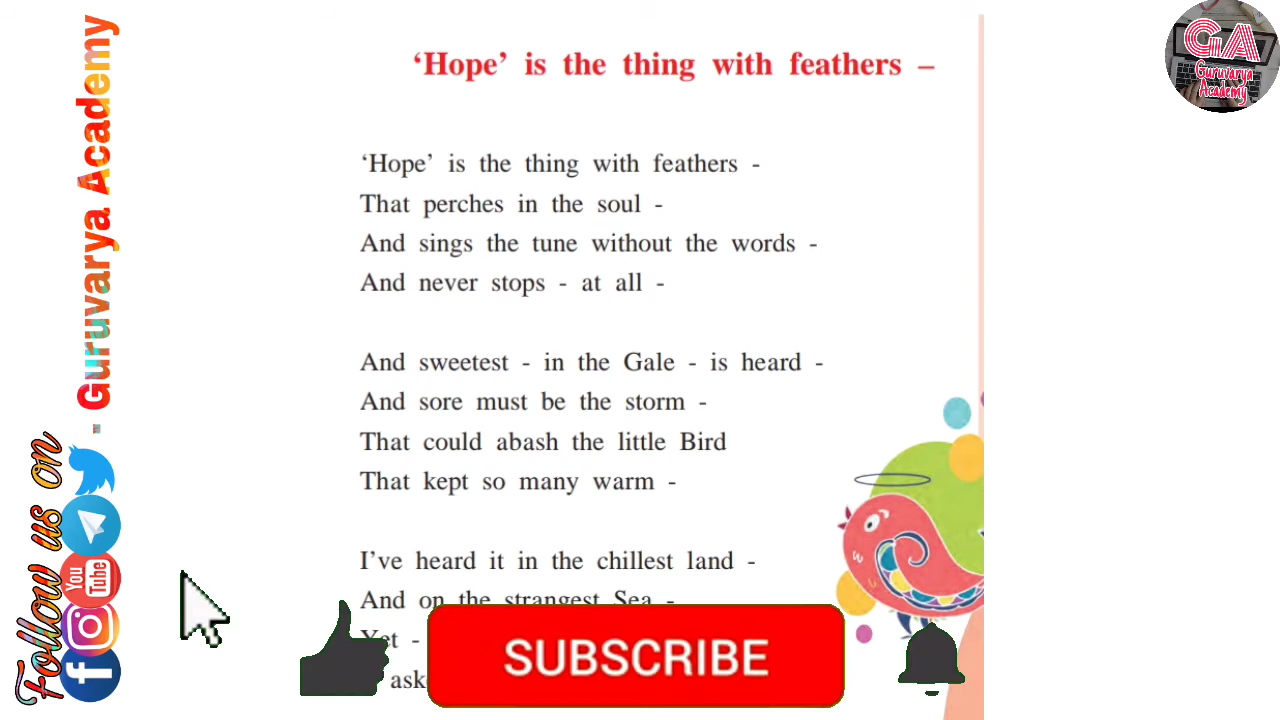 ‘Hope’ is the thing with feathers –
‘Hope’ is the thing with feathers -
That perches in the soul -
And sings the tune without the words -
And never stops - at all -
And sweetest - in the Gale - is heard -
And sore must be the storm -
That could abash the little Bird
That kept so many warm -
I’ve heard it in the chillest land -
And on the strangest Sea -
Yet -
ask
SUBSCRIBE
Follow us on - Guruvarya Academy
You
Tube
GA
Guruvarya
Academy